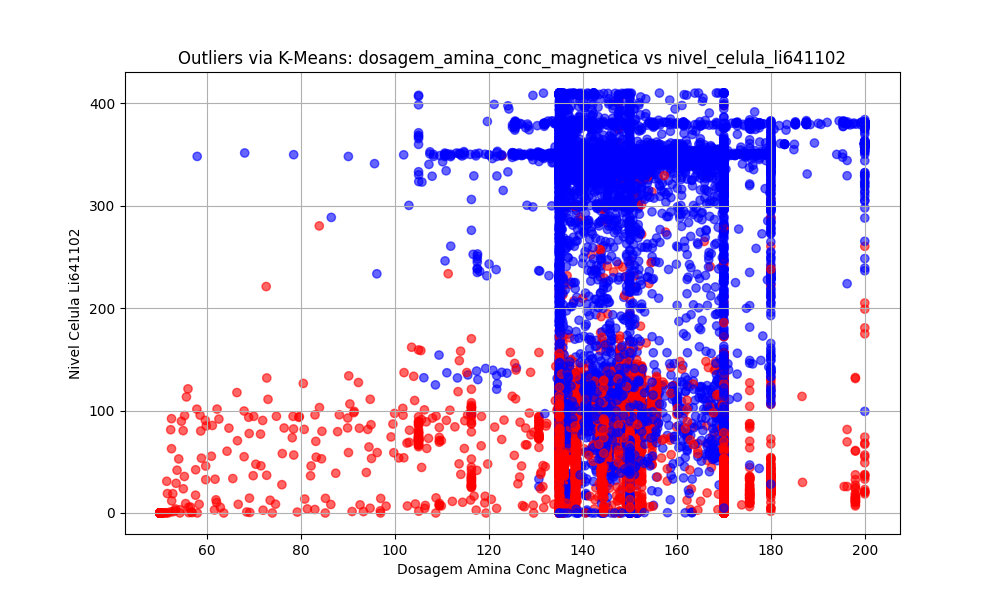 Outliers via K-Means: dosagem_amina_conc_magnetica vs nivel_celula_li641102
400
300
200
100
0
Nivel Celula Li641102
60 80 100 120 140 160 180 200
Dosagem Amina Conc Magnetica